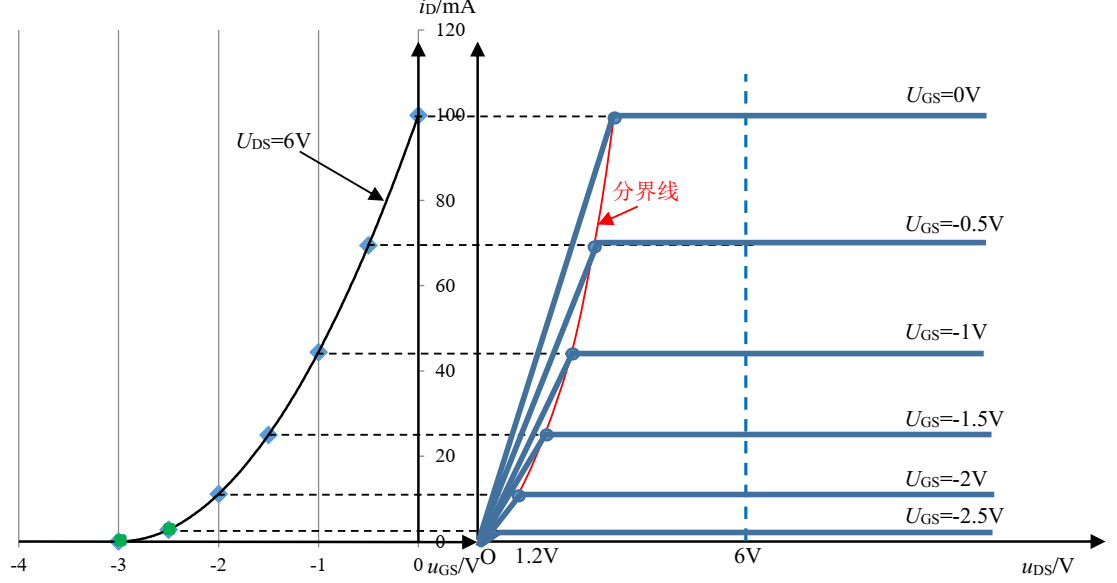 iD/mA
120
100
80
60
40
20
0
UDS=6V
分界线
UGS=0V
UGS=-0.5V
UGS=-1V
UGS=-1.5V
UGS=-2V
UGS=-2.5V
-4 -3 -2 -1 0 uGS/V
O 1.2V 6V uDS/V